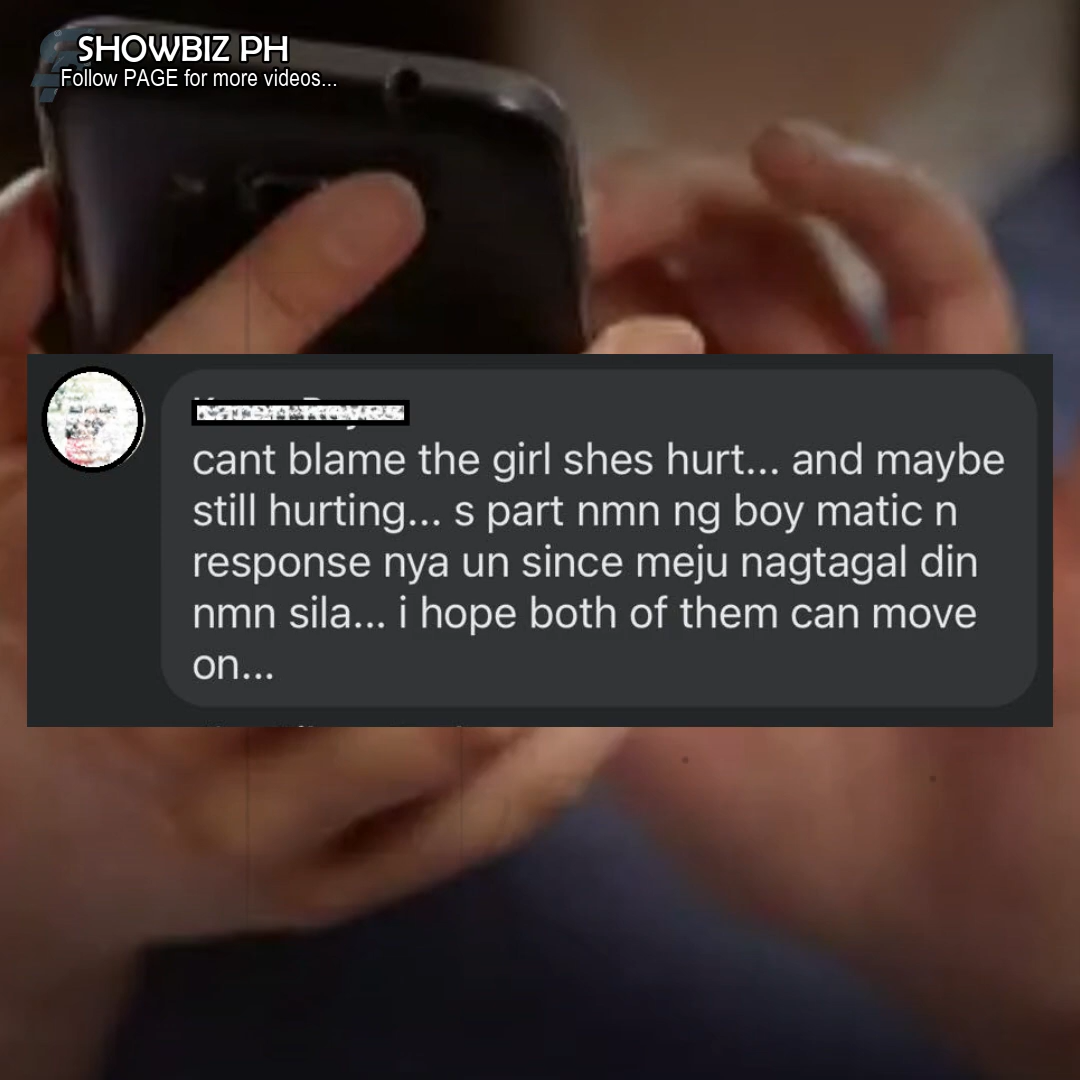 SHOWBIZ PH
Follow PAGE for more videos...
cant blame the girl shes hurt... and maybe
still hurting... s part nmn ng boy matic n
response nya un since meju nagtagal din
nmn sila... i hope both of them can move
on...